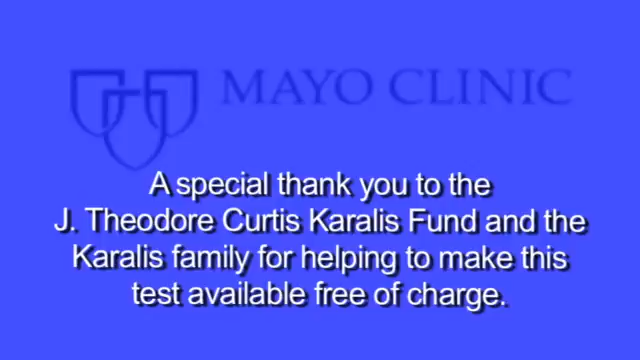 MAYO CLINIC
A special thank you to the
J. Theodore Curtis Karalis Fund and the
Karalis family for helping to make this
test available free of charge.